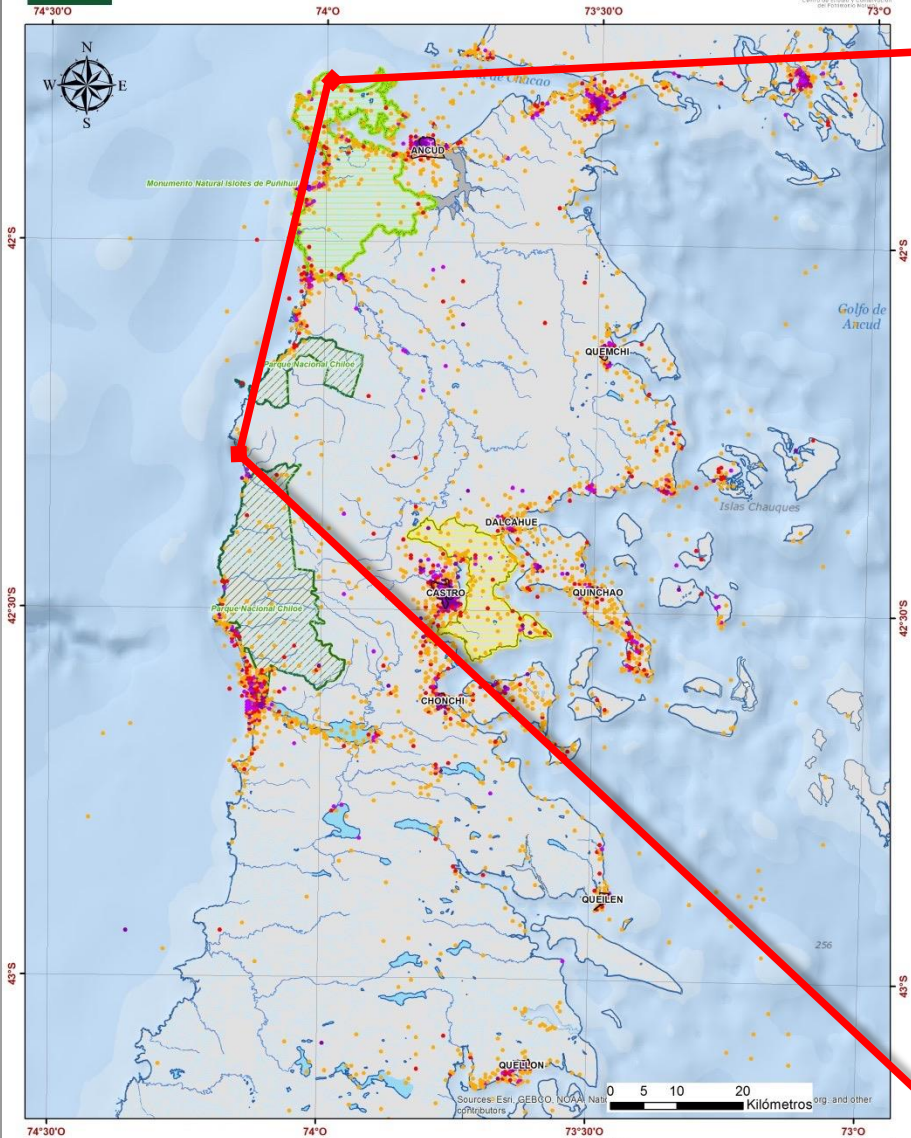 del Patrimonio Natural
74°30'O 74°O 73°30'O 73°O
N
W E
S
de Chacao
ANCUD
Monumento Natural Islotes de Puñihuil
42°S 42°S
Golfo de
Ancud
QUEMCHI
Parque Nacional Chiloé
Islas Chauques
DALCAHUE
CASTRO
QUINCHAO
42°30'O 42°30'O
Parque Nacional Chiloé
CHONCHI
QUEILEN
256
43°S 43°S
QUELLON
0 5 10 20
Kilómetros
Sources: Esri, GEBCO, NOAA, org, and other
contributors
74°30'O 74°O 73°30'O 73°O